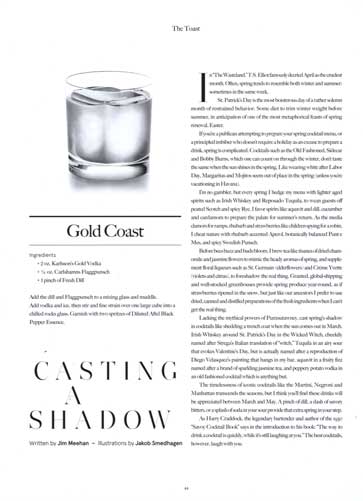 The Toast
Gold Coast
Ingredients
• 2 oz. Karlsson's Gold Vodka
• ¾ oz. Carlshamns Flaggpunsch
• 1 pinch of Fresh Dill
Add the dill and Flaggpunsch to a mixing glass and muddle.
Add vodka and ice, then stir and fine strain over one large cube into a
chilled rocks glass. Garnish with two spritzes of Diluted Aftel Black
Pepper Essence.
CASTING
A
SHADOW
Written by Jim Meehan – Illustrations by Jakob Smedhagen
In "The Wasteland," T.S. Eliot famously decried April as the cruelest
month. Often, spring tends to resemble both winter and summer:
sometimes in the same week.
St. Patrick's Day is the most boisterous day of a rather solemn
month of restrained behavior. Some diet to trim winter weight before
summer, in anticipation of one of the most metaphorical feasts of spring
renewal, Easter.
If you're a publican attempting to prepare your spring cocktail menu, or
a principled imbiber who doesn't require a holiday as an excuse to prepare a
drink, spring is complicated. Cocktails such as the Old Fashioned, Sidecar
and Bobby Burns, which one can count on through the winter, don't taste
the same when the sun shines in the spring. Like wearing white after Labor
Day, Margaritas and Mojitos seem out of place in the spring (unless you're
vacationing in Havana).
I'm no gambler, but every spring I hedge my menu with lighter aged
spirits such as Irish Whiskey and Reposado Tequila, to wean guests off
peated Scotch and spicy Rye. I favor spirits like aquavit and dill, cucumber
and cardamom to prepare the palate for summer's return. As the media
clamors for ramps, rhubarb and strawberries like children vying for a robin,
I cheat nature with rhubarb-accented Aperol, botanically balanced Punt e
Mes, and spicy Swedish Punsch.
Before bees buzz and buds bloom, I brew tea-like tisanes of dried cham-
omile and jasmine flowers to mimic the heady aromas of spring, and supple-
ment floral liqueurs such as St. Germain (elderflowers) and Crème Yvette
(violets and citrus), to foreshadow the real thing. Granted, global shipping
and well-stocked greenhouses provide spring produce year-round, as if
strawberries ripened in the snow, but just like our ancestors I prefer to use
dried, canned and distilled preparations of the fresh ingredients when I can't
get the real thing.
Lacking the mythical powers of Punxsutawney, cast spring's shad-
ow in cocktails like shedding a trench coat when the sun comes out in March.
Irish Whiskey around St. Patrick's Day in the Wicked Witch, cheekily
named after Strega's Italian translation of "witch," Tequila in an airy sour
that evokes Valentine's Day, but is actually named after a reproduction of
Diego Velasquez's painting that hangs in my bar, aquavit in a fruity fizz
named after a brand of sparkling jasmine tea, and peppery potato vodka in
an old fashioned cocktail which is anything but.
The timelessness of iconic cocktails like the Martini, Negroni and
Manhattan transcends the seasons, but I think you'll find these drinks will
be appreciated between March and May. A pinch of dill, a dash of savory
bitters, or a splash of soda in your sour provide that extra spring in your step.
As Harry Craddock, the legendary bartender and author of the 1930
"Savoy Cocktail Book" says in the introduction to his book: "The way to
drink a cocktail is quickly, while it's still laughing at you." The best cocktails,
however, laugh with you.